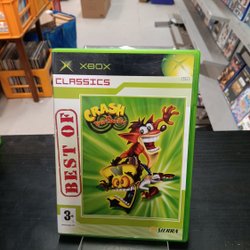 XBOX
CLASSICS
BEST OF
CRASH
3+
SIERRA